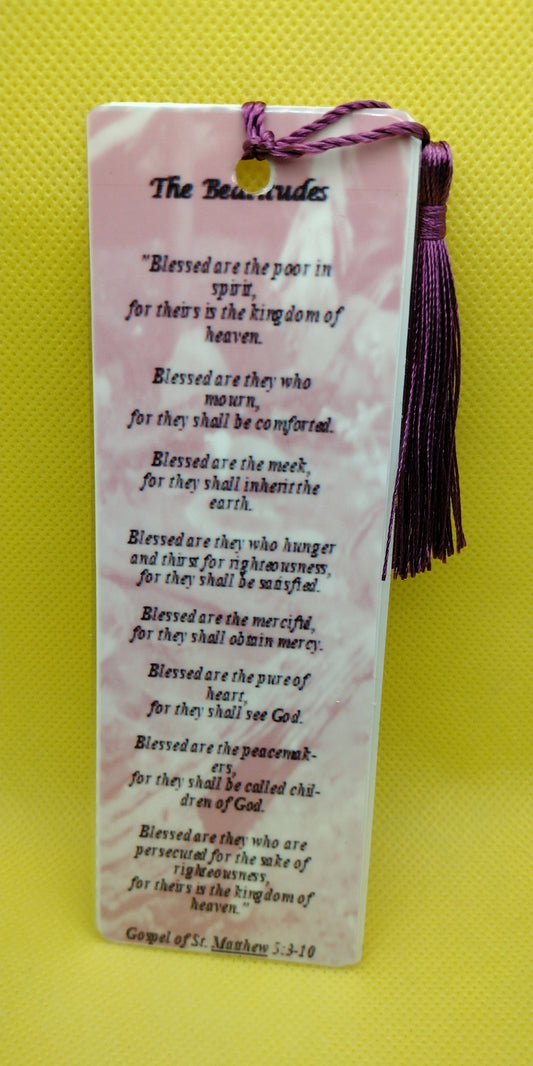 The Beatitudes
"Blessed are the poor in
spirit,
for theirs is the kingdom of
heaven.
Blessed are they who
mourn,
for they shall be comforted.
Blessed are the meek,
for they shall inherit the
earth.
Blessed are they who hunger
and thirst for righteousness,
for they shall be satisfied.
Blessed are the merciful,
for they shall obtain mercy.
Blessed are the pure of
heart,
for they shall see God.
Blessed are the peacemak-
ers,
for they shall be called chil-
dren of God.
Blessed are they who are
persecuted for the sake of
righteousness,
for theirs is the kingdom of
heaven."
Gospel of St. Matthew 5:3-10